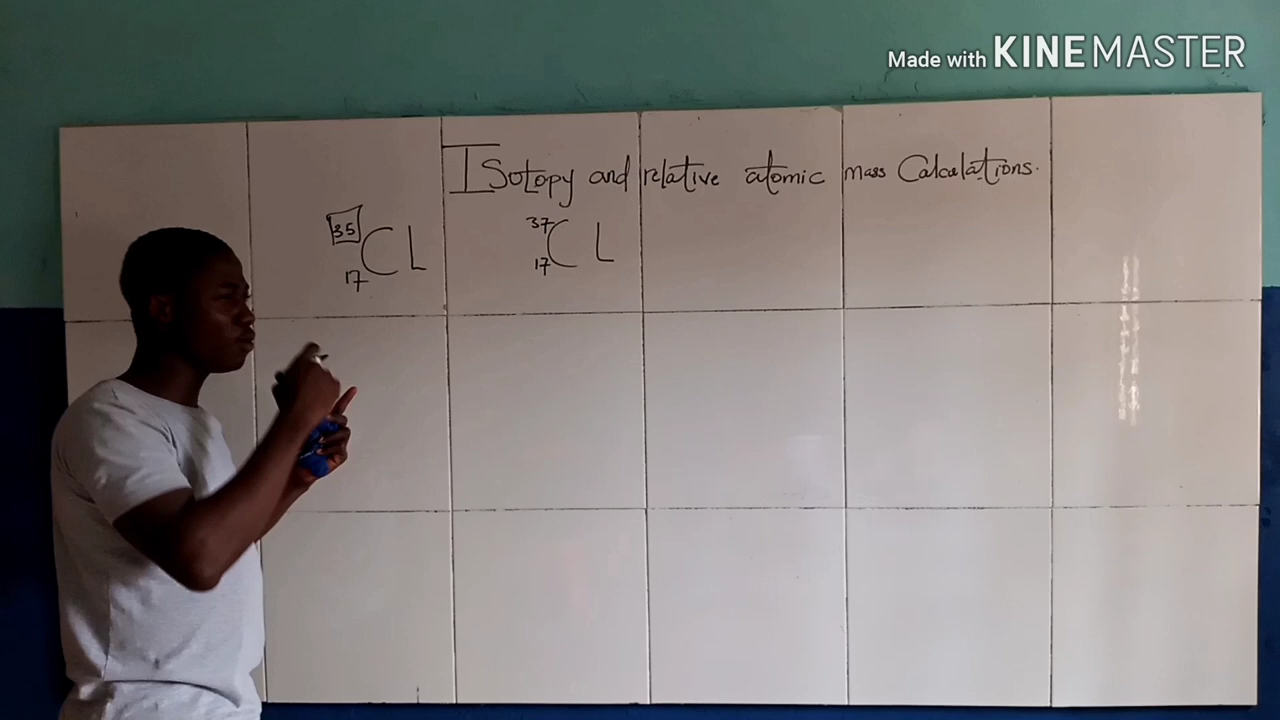 Made with KINEMASTER
Isotopy and relative atomic mass Calculations.
35 37
CL CL
17 17